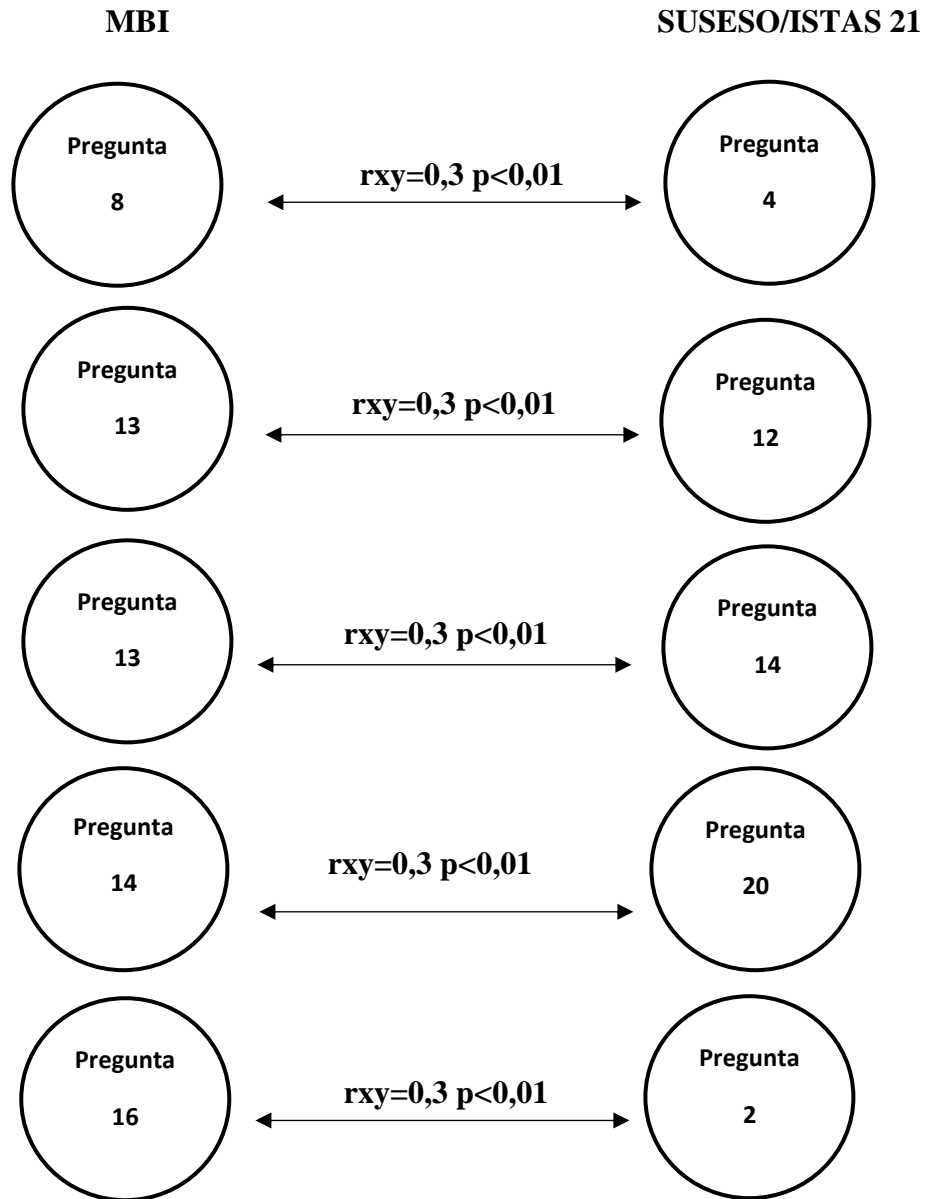 MBI
SUSESO/ISTAS 21
Pregunta
8
rxy=0,3 p<0,01
Pregunta
4
Pregunta
13
rxy=0,3 p<0,01
Pregunta
12
Pregunta
13
rxy=0,3 p<0,01
Pregunta
14
Pregunta
14
rxy=0,3 p<0,01
Pregunta
20
Pregunta
16
rxy=0,3 p<0,01
Pregunta
2